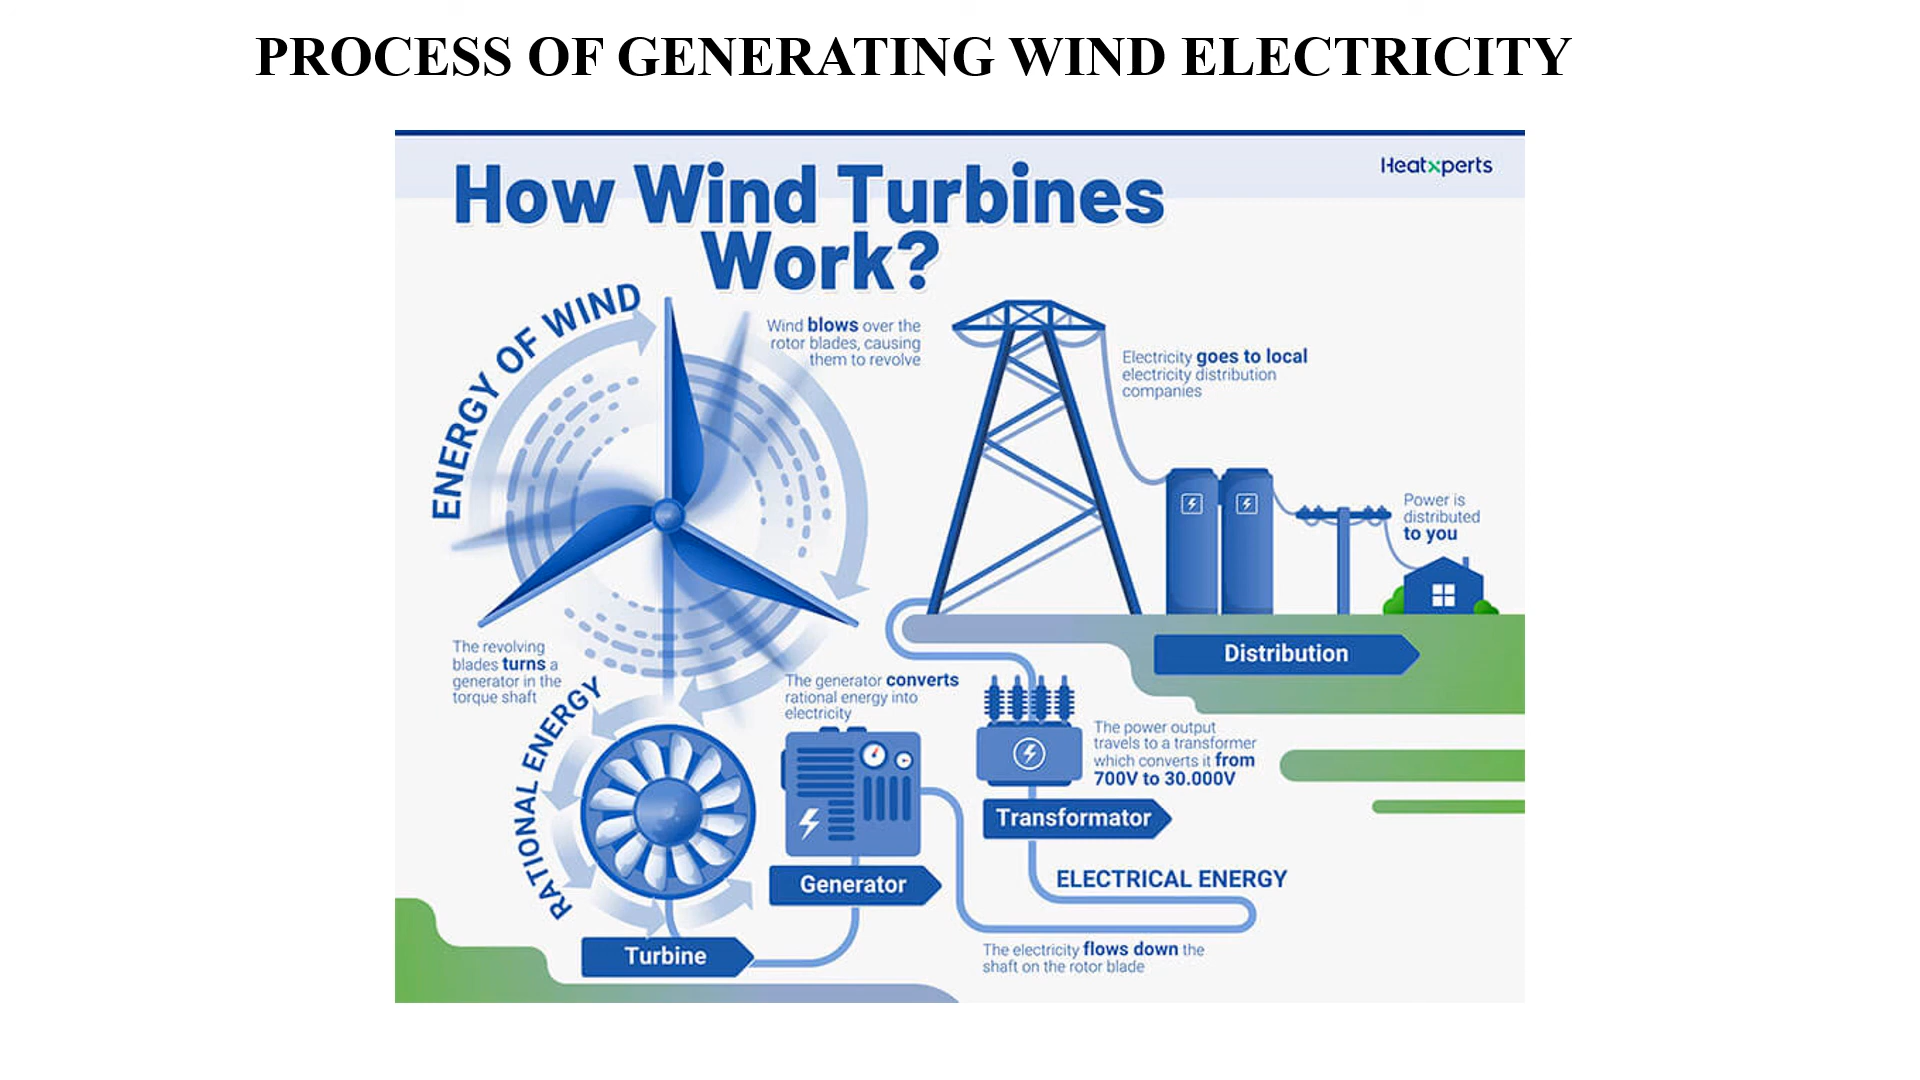 PROCESS OF GENERATING WIND ELECTRICITY
Heatxperts
How Wind Turbines
Work?
ENERGY OF WIND
Wind blows over the
rotor blades, causing
them to revolve
Electricity goes to local
electricity distribution
companies
Power is
distributed
to you
Distribution
The revolving
blades turns a
generator in the
torque shaft
RATIONAL ENERGY
The generator converts
rational energy into
electricity
The power output
travels to a transformer
which converts it from
700V to 30.000V
Transformator
Generator
ELECTRICAL ENERGY
Turbine
The electricity flows down the
shaft on the rotor blade